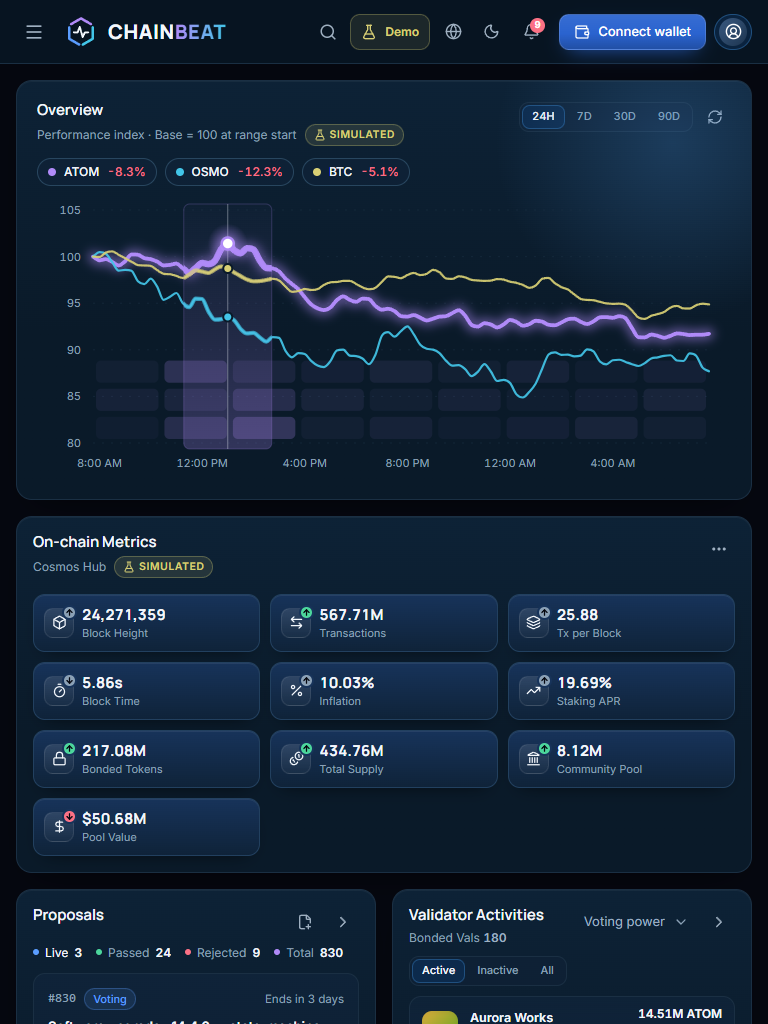 CHAINBEAT
Demo
9
Connect wallet
Overview
Performance index · Base = 100 at range start
SIMULATED
24H 7D 30D 90D
ATOM -8.3%
OSMO -12.3%
BTC -5.1%
105
100
95
90
85
80
8:00 AM 12:00 PM 4:00 PM 8:00 PM 12:00 AM 4:00 AM
On-chain Metrics
Cosmos Hub
SIMULATED
24,271,359
Block Height
567.71M
Transactions
25.88
Tx per Block
5.86s
Block Time
10.03%
Inflation
19.69%
Staking APR
217.08M
Bonded Tokens
434.76M
Total Supply
8.12M
Community Pool
$50.68M
Pool Value
Proposals
Live 3 Passed 24 Rejected 9 Total 830
#830 Voting Ends in 3 days
Validator Activities
Bonded Vals 180
Voting power
Active Inactive All
Aurora Works
14.51M ATOM